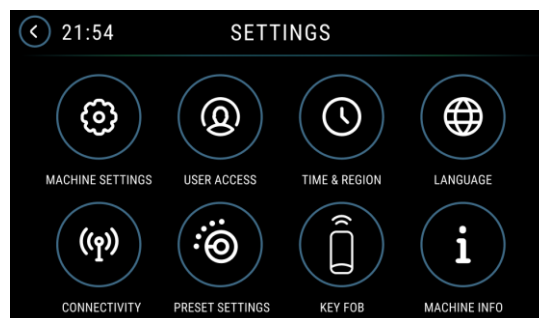 21:54 SETTINGS
MACHINE SETTINGS USER ACCESS TIME & REGION LANGUAGE
CONNECTIVITY PRESET SETTINGS KEY FOB MACHINE INFO